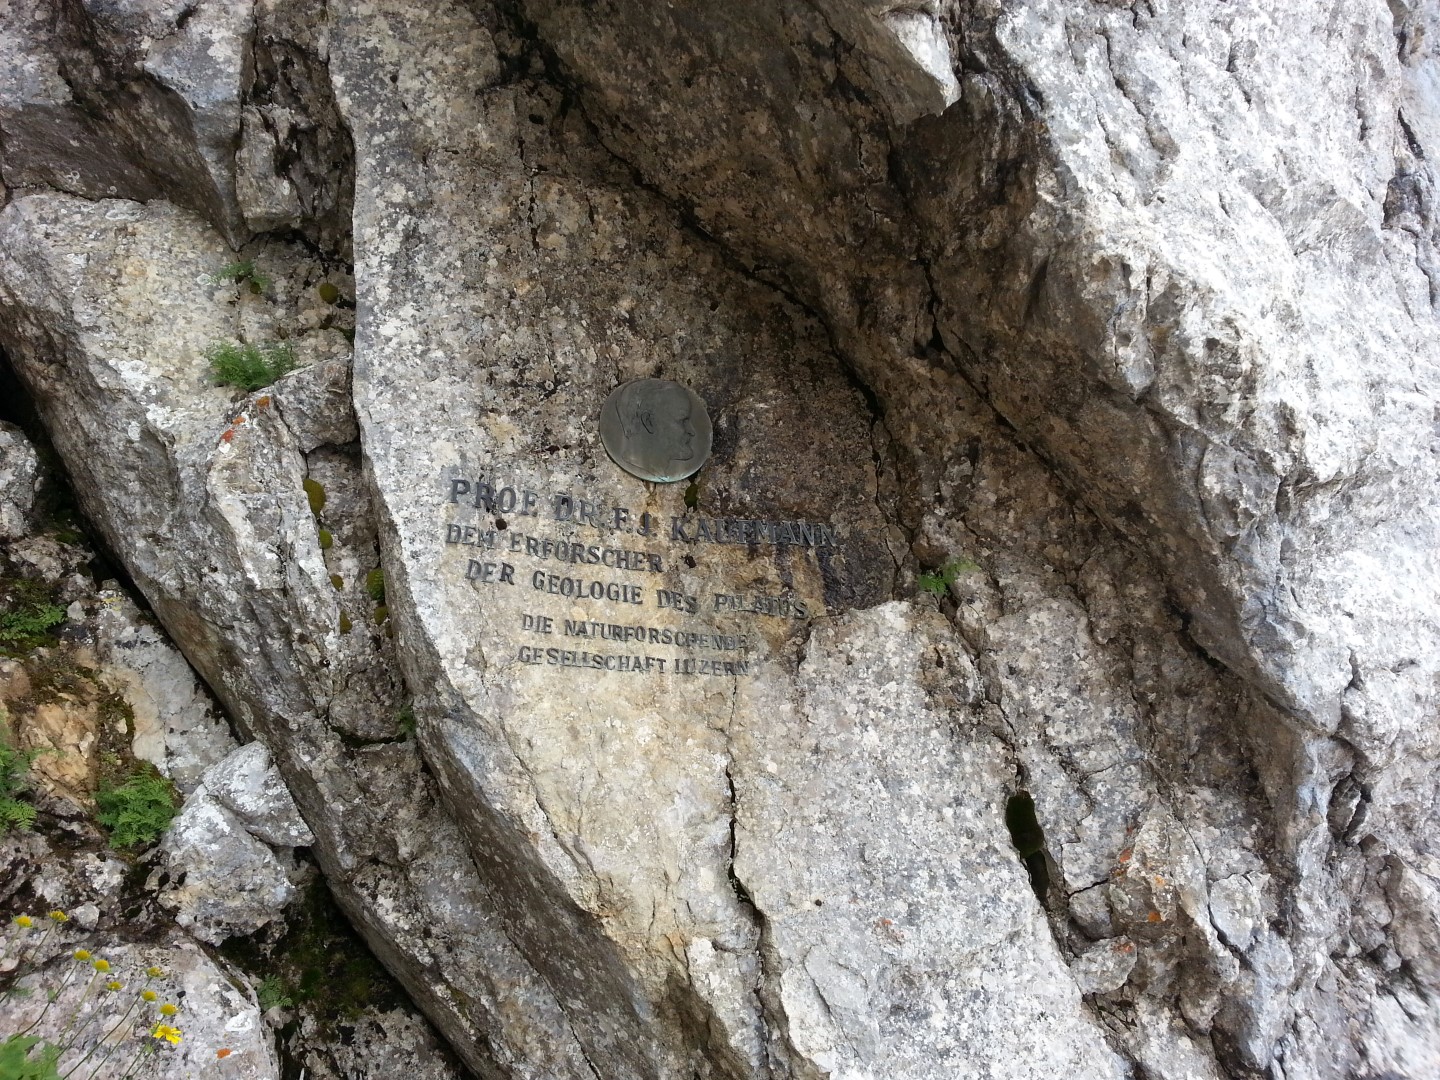 PROF. DR. F. J. KAUFMANN
DEM ERFORSCHER
DER GEOLOGIE DES PILATUS
DIE NATURFORSCHENDE
GESELLSCHAFT LUZERN